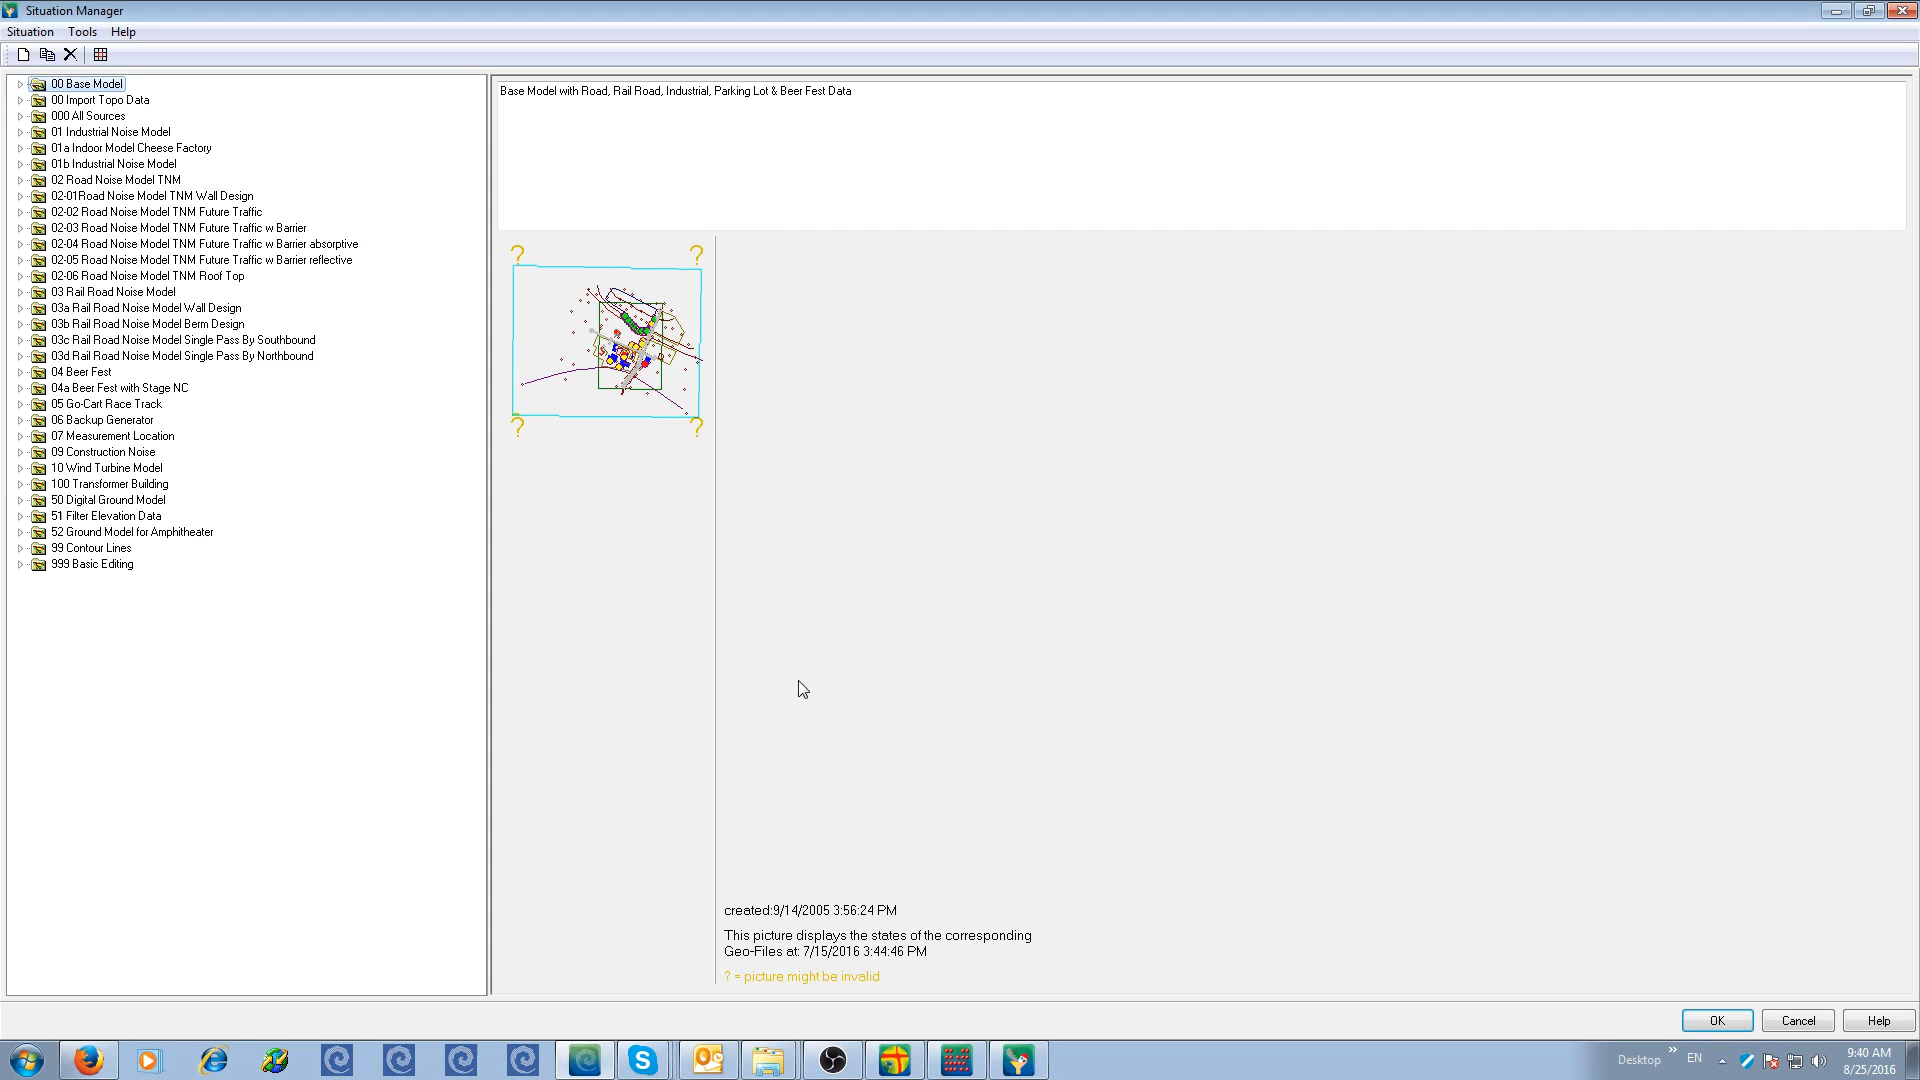 Situation Manager
Situation Tools Help
00 Base Model
00 Import Topo Data
000 All Sources
01 Industrial Noise Model
01a Indoor Model Cheese Factory
01b Industrial Noise Model
02 Road Noise Model TNM
02-01Road Noise Model TNM Wall Design
02-02 Road Noise Model TNM Future Traffic
02-03 Road Noise Model TNM Future Traffic w Barrier
02-04 Road Noise Model TNM Future Traffic w Barrier absorptive
02-05 Road Noise Model TNM Future Traffic w Barrier reflective
02-06 Road Noise Model TNM Roof Top
03 Rail Road Noise Model
03a Rail Road Noise Model Wall Design
03b Rail Road Noise Model Berm Design
03c Rail Road Noise Model Single Pass By Southbound
03d Rail Road Noise Model Single Pass By Northbound
04 Beer Fest
04a Beer Fest with Stage NC
05 Go-Cart Race Track
06 Backup Generator
07 Measurement Location
09 Construction Noise
10 Wind Turbine Model
100 Transformer Building
50 Digital Ground Model
51 Filter Elevation Data
52 Ground Model for Amphitheater
99 Contour Lines
999 Basic Editing
Base Model with Road, Rail Road, Industrial, Parking Lot & Beer Fest Data
? ?
? ?
created:9/14/2005 3:56:24 PM
This picture displays the states of the corresponding
Geo-Files at: 7/15/2016 3:44:46 PM
? = picture might be invalid
OK Cancel Help
Desktop » EN 9:40 AM
8/25/2016